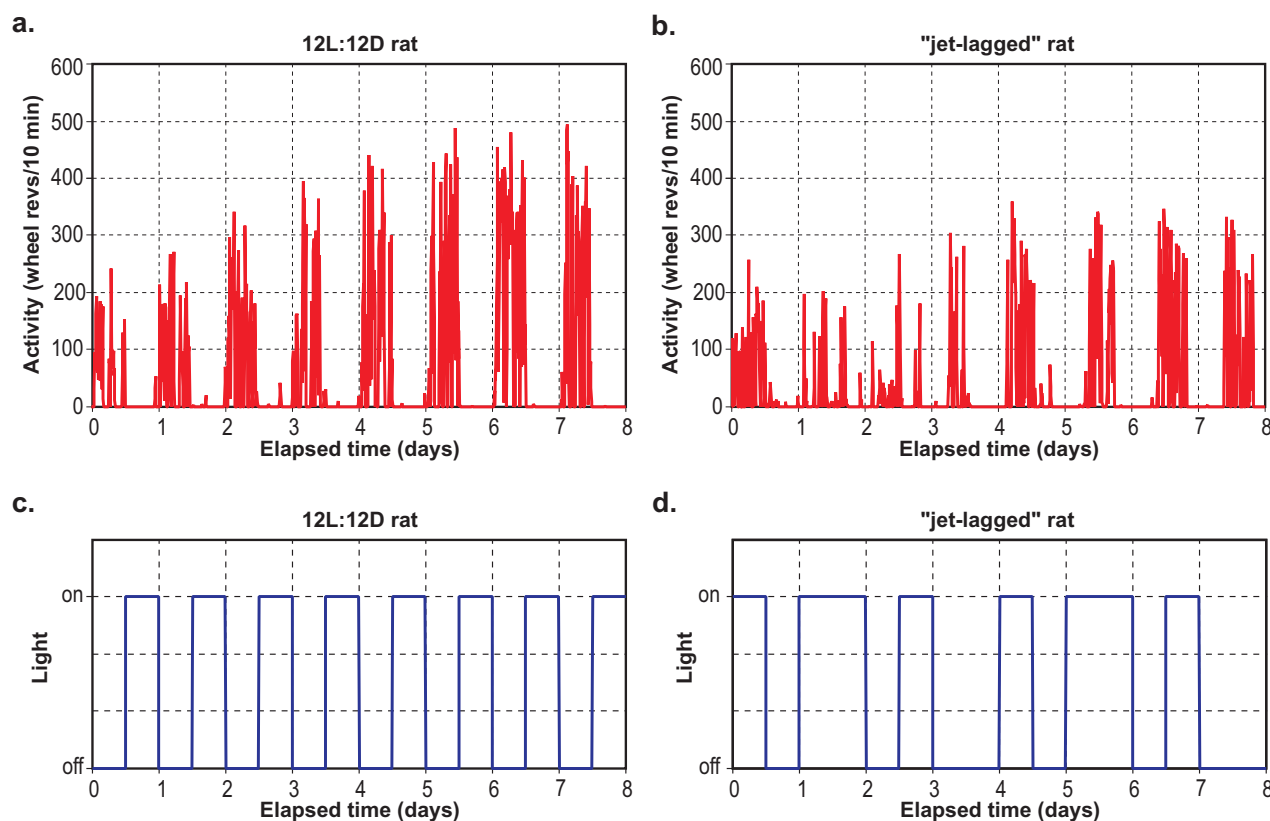 a.
12L:12D rat
600
500
400
300
200
100
0
Activity (wheel revs/10 min)
0 1 2 3 4 5 6 7 8
Elapsed time (days)
b.
"jet-lagged" rat
600
500
400
300
200
100
0
Activity (wheel revs/10 min)
0 1 2 3 4 5 6 7 8
Elapsed time (days)
c.
12L:12D rat
on
off
Light
0 1 2 3 4 5 6 7 8
Elapsed time (days)
d.
"jet-lagged" rat
on
off
Light
0 1 2 3 4 5 6 7 8
Elapsed time (days)